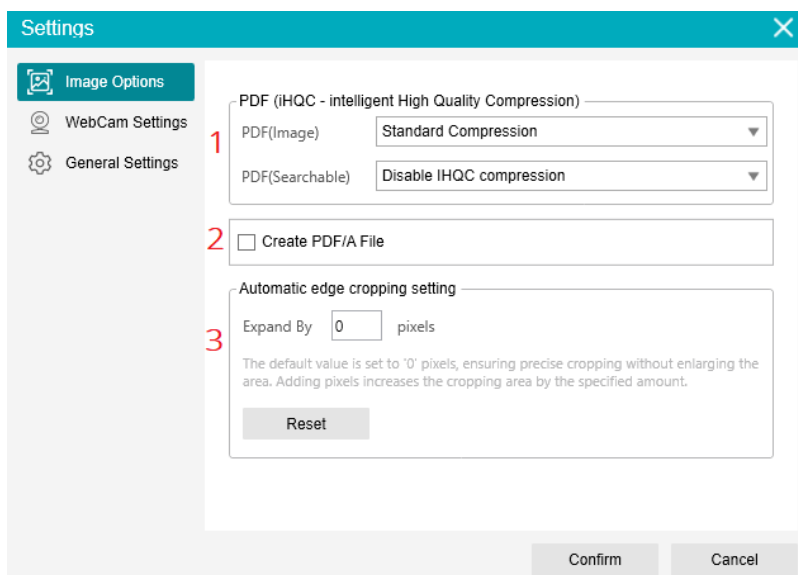 Settings
Image Options
WebCam Settings
General Settings
1
PDF (iHQC - intelligent High Quality Compression)
PDF(Image) Standard Compression
PDF(Searchable) Disable IHQC compression
2
Create PDF/A File
3
Automatic edge cropping setting
Expand By 0 pixels
The default value is set to '0' pixels, ensuring precise cropping without enlarging the
area. Adding pixels increases the cropping area by the specified amount.
Reset
Confirm Cancel